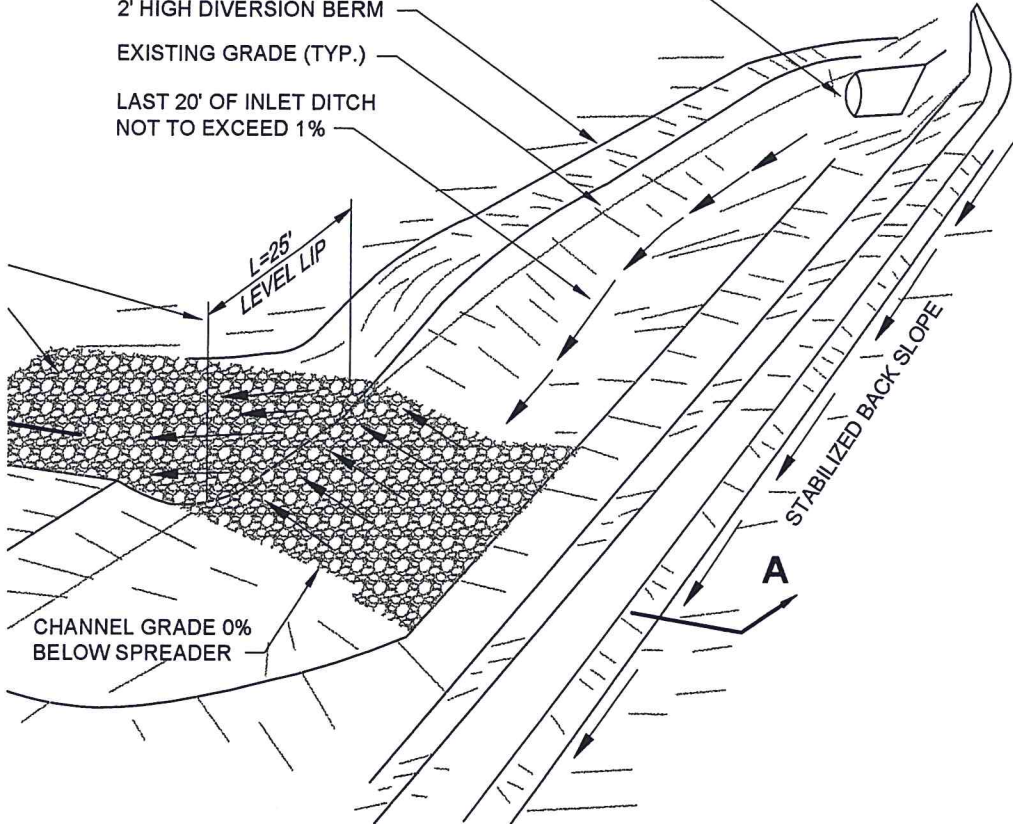 2' HIGH DIVERSION BERM
EXISTING GRADE (TYP.)
LAST 20' OF INLET DITCH
NOT TO EXCEED 1%
L=25'
LEVEL LIP
STABILIZED BACK SLOPE
A
CHANNEL GRADE 0%
BELOW SPREADER